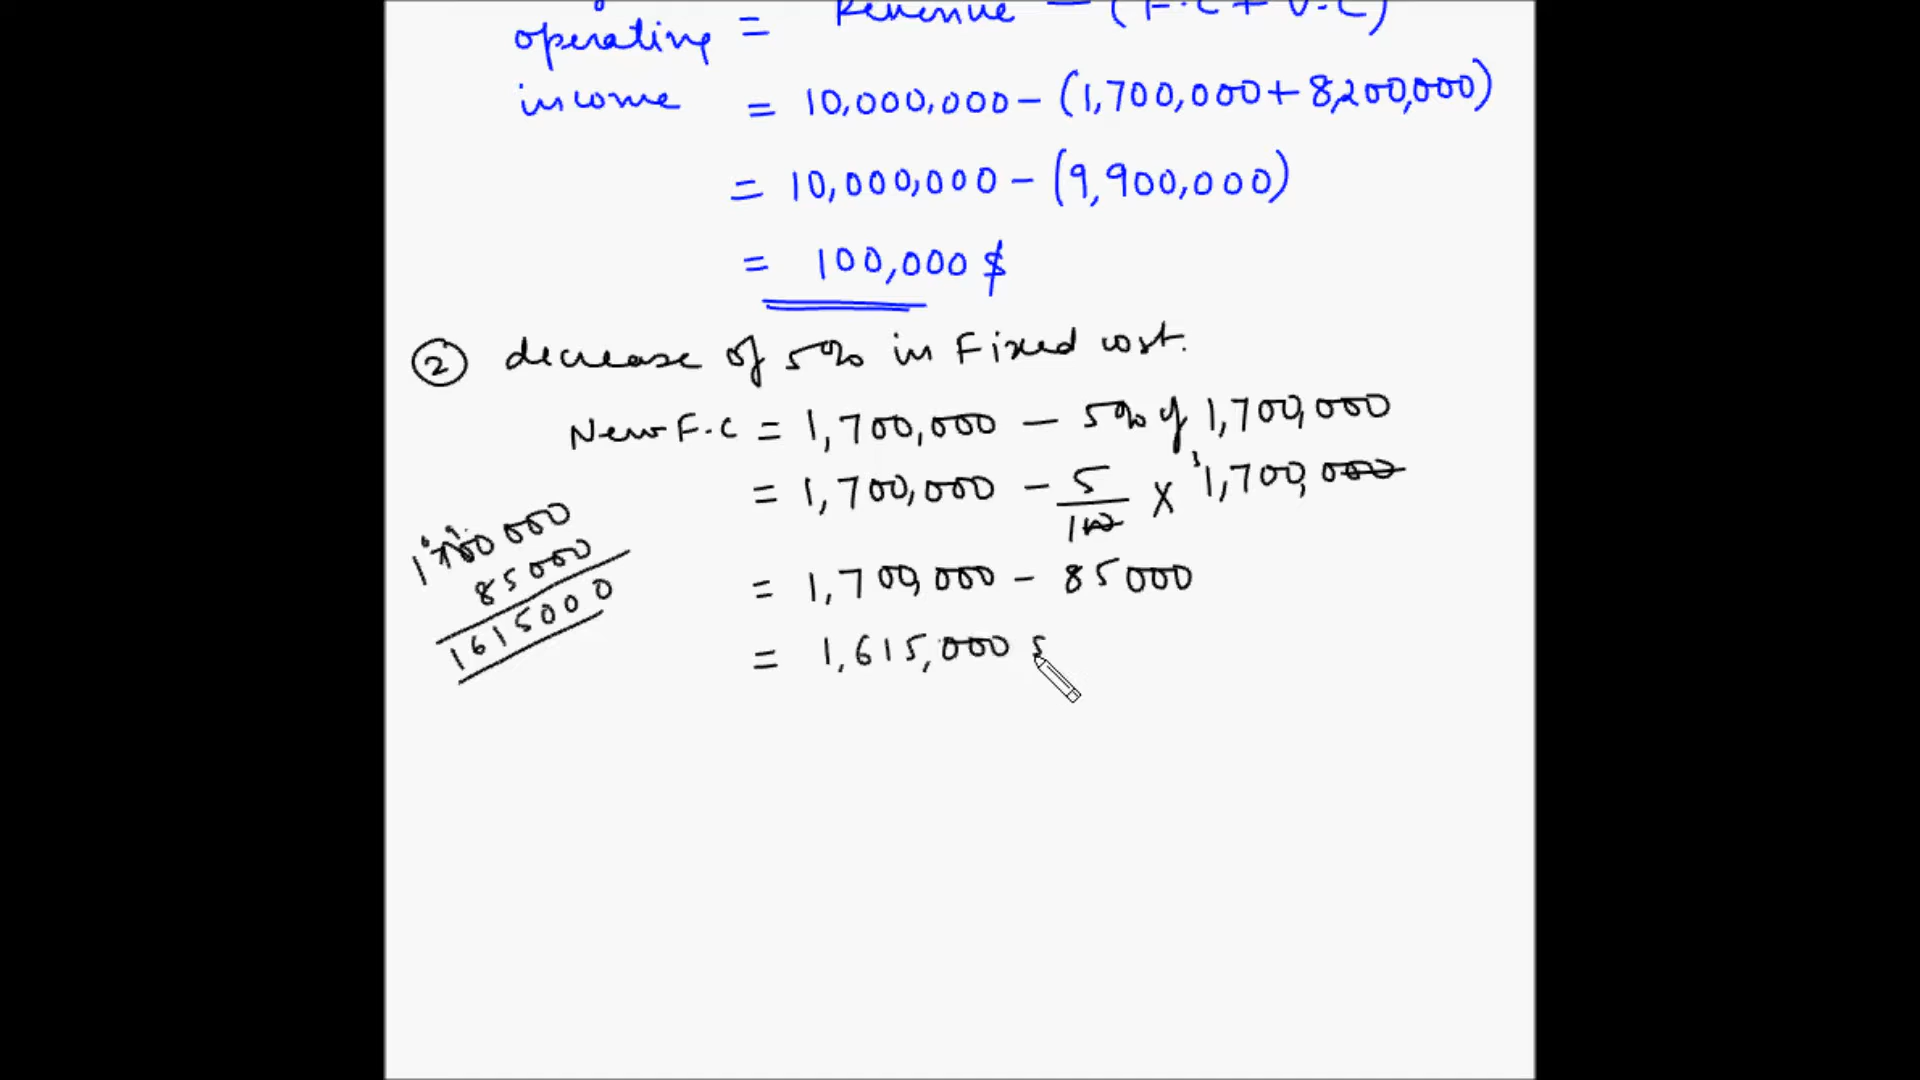 Revenue - (F.C + V.C)
operating =
income = 10,000,000 - (1,700,000 + 8,200,000)
= 10,000,000 - (9,900,000)
= 100,000 $
② decrease of 5% in Fixed cost.
New F.C = 1,700,000 - 5% of 1,700,000
= 1,700,000 - 5/100 X 1,700,000
1700000
85000
1615000
= 1,700,000 - 85000
= 1,615,000 s